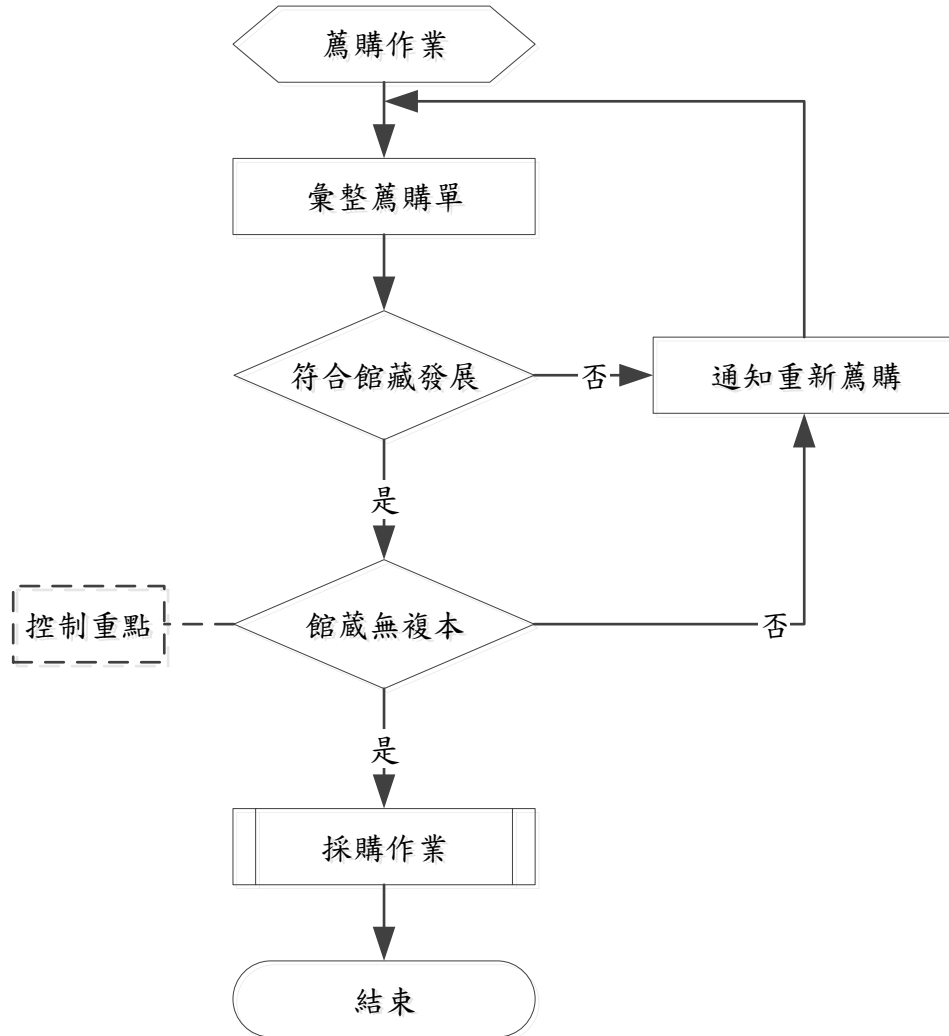 薦購作業
彙整薦購單
符合館藏發展
否
通知重新薦購
是
控制重點
館蔵無複本
否
是
採購作業
結束